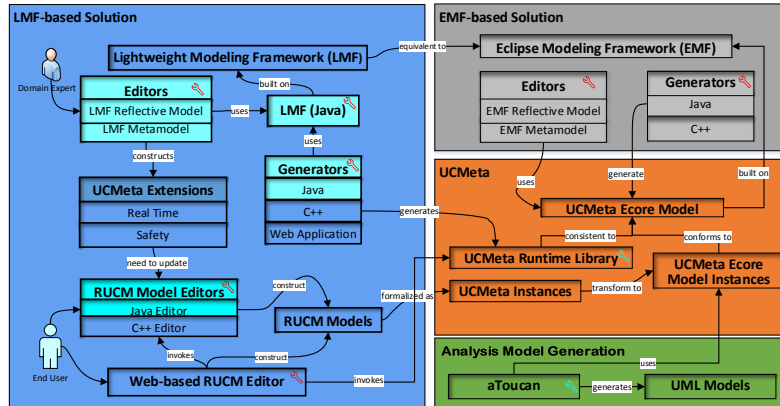 LMF-based Solution
Lightweight Modeling Framework (LMF)
Domain Expert
Editors
LMF Reflective Model
LMF Metamodel
uses
built on
LMF (Java)
uses
constructs
UCMeta Extensions
Real Time
Safety
Generators
Java
C++
Web Application
generates
need to update
RUCM Model Editors
Java Editor
C++ Editor
construct
RUCM Models
formalized as
End User
invokes
construct
Web-based RUCM Editor
invokes
EMF-based Solution
equivalent to
Eclipse Modeling Framework (EMF)
Editors
EMF Reflective Model
EMF Metamodel
Generators
Java
C++
UCMeta
uses
generate
built on
UCMeta Ecore Model
consistent to
conforms to
UCMeta Runtime Library
UCMeta Instances
transform to
UCMeta Ecore
Model Instances
Analysis Model Generation
uses
aToucan
generates
UML Models